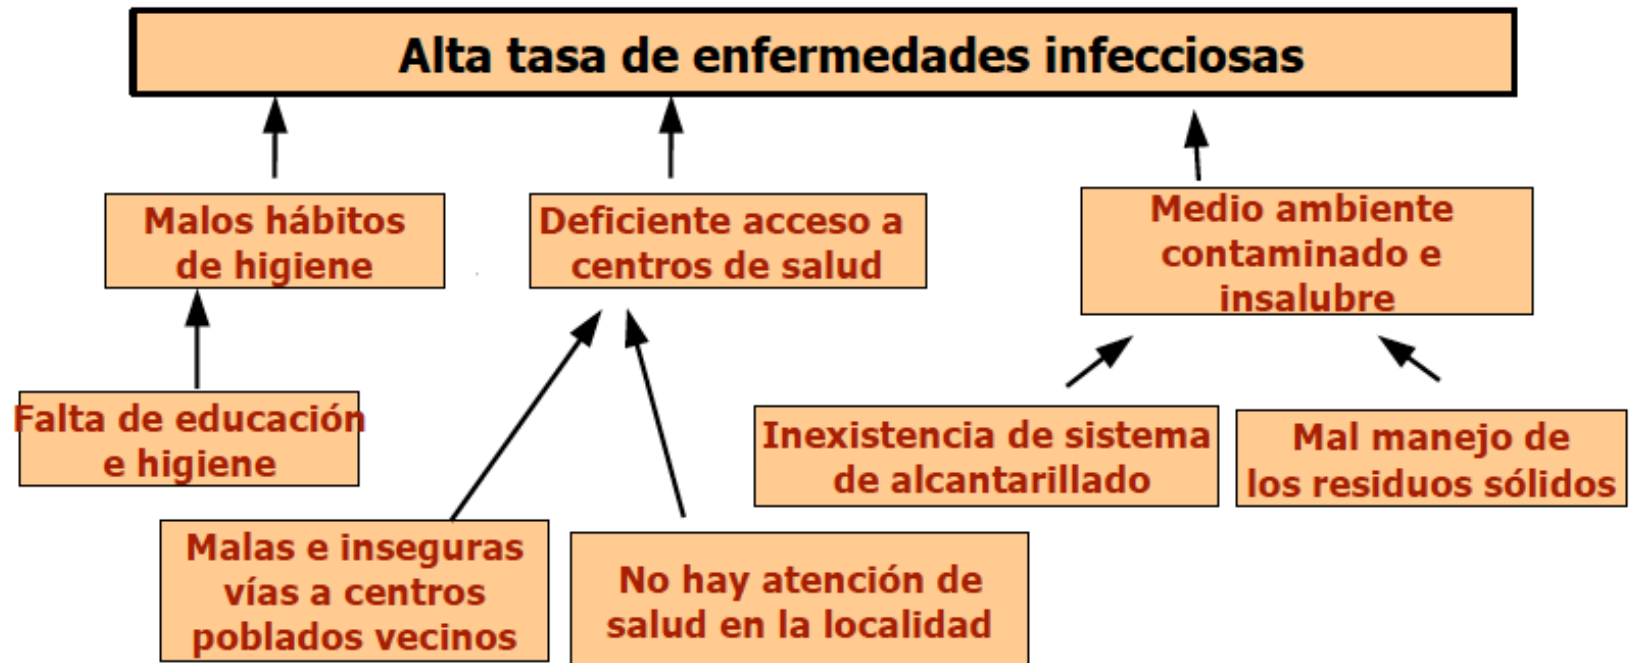 Alta tasa de enfermedades infecciosas
Malos hábitos
de higiene
Deficiente acceso a
centros de salud
Medio ambiente
contaminado e
insalubre
Falta de educación
e higiene
Inexistencia de sistema
de alcantarillado
Mal manejo de
los residuos sólidos
Malas e inseguras
vías a centros
poblados vecinos
No hay atención de
salud en la localidad